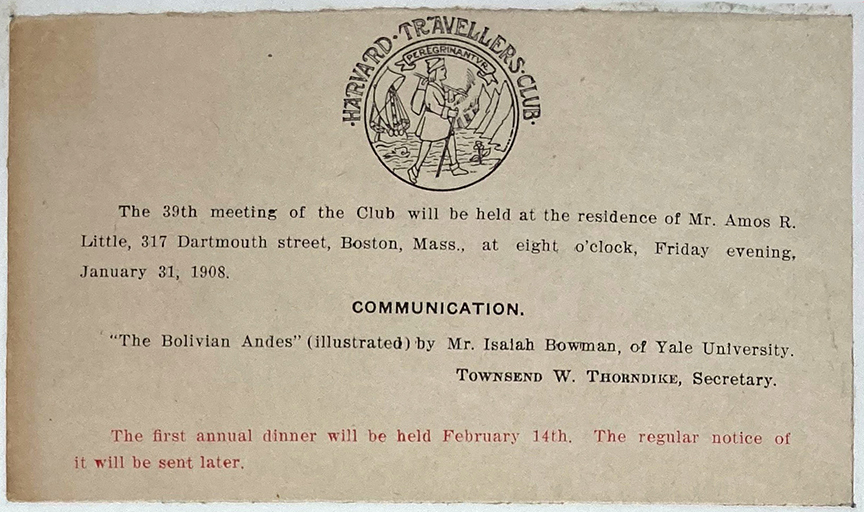 ·HARVARD·TRAVELLERS·CLUB·
PEREGRINANTVR
The 39th meeting of the Club will be held at the residence of Mr. Amos R.
Little, 317 Dartmouth street, Boston, Mass., at eight o'clock, Friday evening,
January 31, 1908.
COMMUNICATION.
"The Bolivian Andes" (illustrated) by Mr. Isaiah Bowman, of Yale University.
TOWNSEND W. THORNDIKE, Secretary.
The first annual dinner will be held February 14th. The regular notice of
it will be sent later.